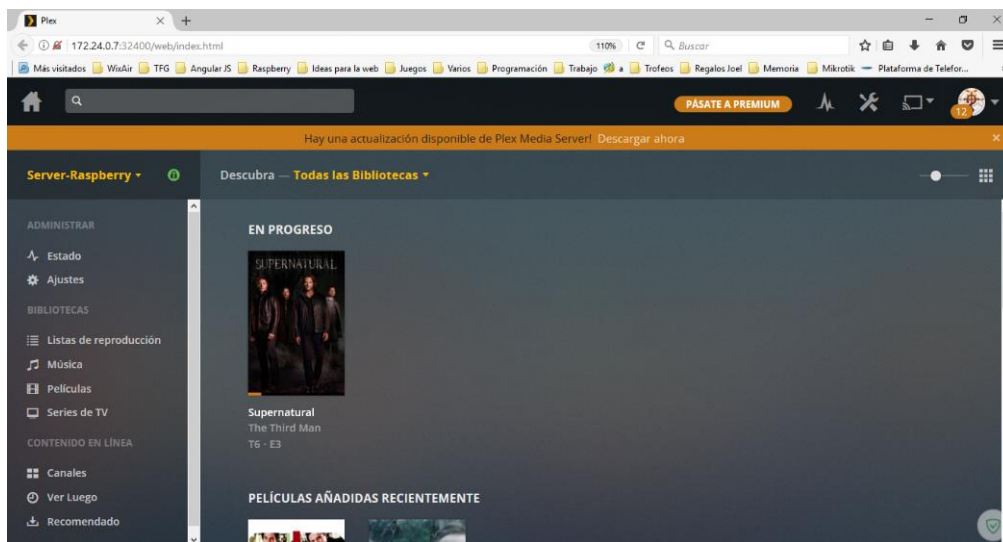 Plex
172.24.0.7:32400/web/index.html
110%
Buscar
Más visitados WixAir TFG Angular JS Raspberry Ideas para la web Juegos Varios Programación Trabajo a Trofeos Regalos Joel Memoria Mikrotik Plataforma de Telefor...
PÁSATE A PREMIUM
12
Hay una actualización disponible de Plex Media Server! Descargar ahora
Server-Raspberry
Descubra — Todas las Bibliotecas
ADMINISTRAR
Estado
Ajustes
BIBLIOTECAS
Listas de reproducción
Música
Películas
Series de TV
CONTENIDO EN LÍNEA
Canales
Ver Luego
Recomendado
EN PROGRESO
SUPERNATURAL
Supernatural
The Third Man
T6 - E3
PELÍCULAS AÑADIDAS RECIENTEMENTE